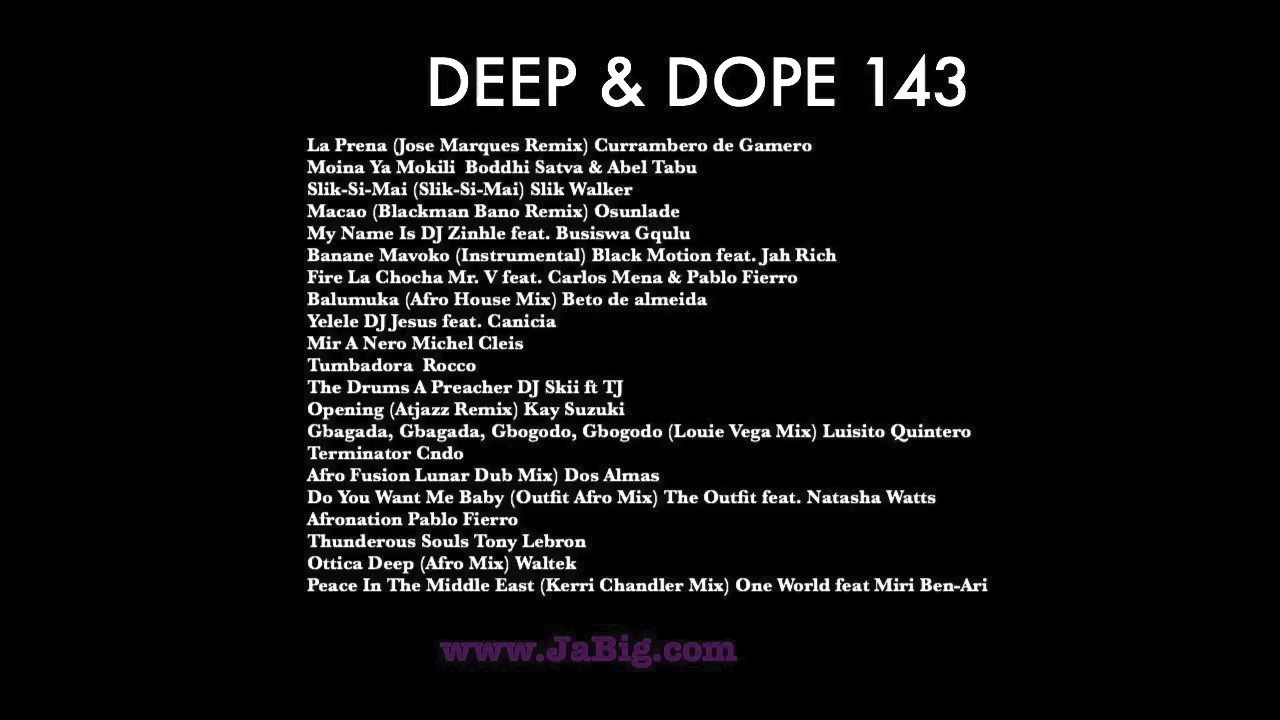 DEEP & DOPE 143
La Prena (Jose Marques Remix) Currambero de Gamero
Moina Ya Mokili  Boddhi Satva & Abel Tabu
Slik-Si-Mai (Slik-Si-Mai) Slik Walker
Macao (Blackman Bano Remix) Osunlade
My Name Is DJ Zinhle feat. Busiswa Gqulu
Banane Mavoko (Instrumental) Black Motion feat. Jah Rich
Fire La Chocha Mr. V feat. Carlos Mena & Pablo Fierro
Balumuka (Afro House Mix) Beto de almeida
Yelele DJ Jesus feat. Canicia
Mir A Nero Michel Cleis
Tumbadora  Rocco
The Drums A Preacher DJ Skii ft TJ
Opening (Atjazz Remix) Kay Suzuki
Gbagada, Gbagada, Gbogodo, Gbogodo (Louie Vega Mix) Luisito Quintero
Terminator Cndo
Afro Fusion Lunar Dub Mix) Dos Almas
Do You Want Me Baby (Outfit Afro Mix) The Outfit feat. Natasha Watts
Afronation Pablo Fierro
Thunderous Souls Tony Lebron
Ottica Deep (Afro Mix) Waltek
Peace In The Middle East (Kerri Chandler Mix) One World feat Miri Ben-Ari
www.JaBig.com